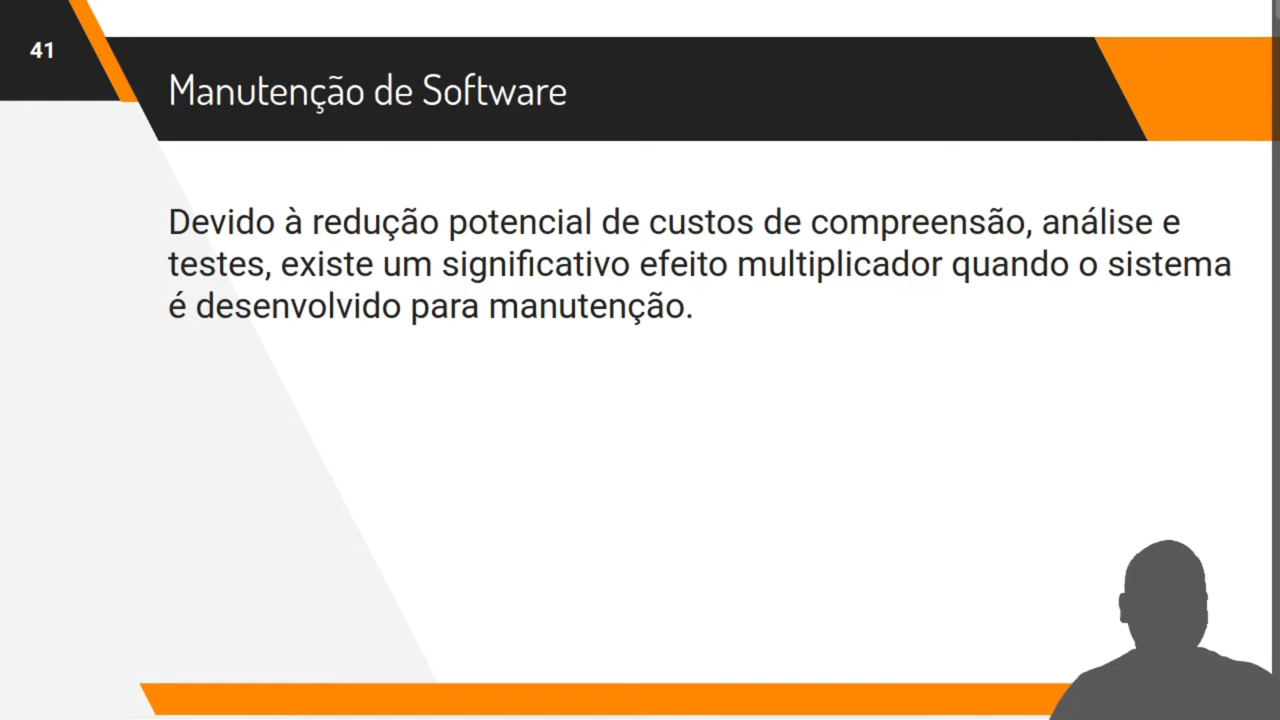 41
Manutenção de Software
Devido à redução potencial de custos de compreensão, análise e
testes, existe um significativo efeito multiplicador quando o sistema
é desenvolvido para manutenção.